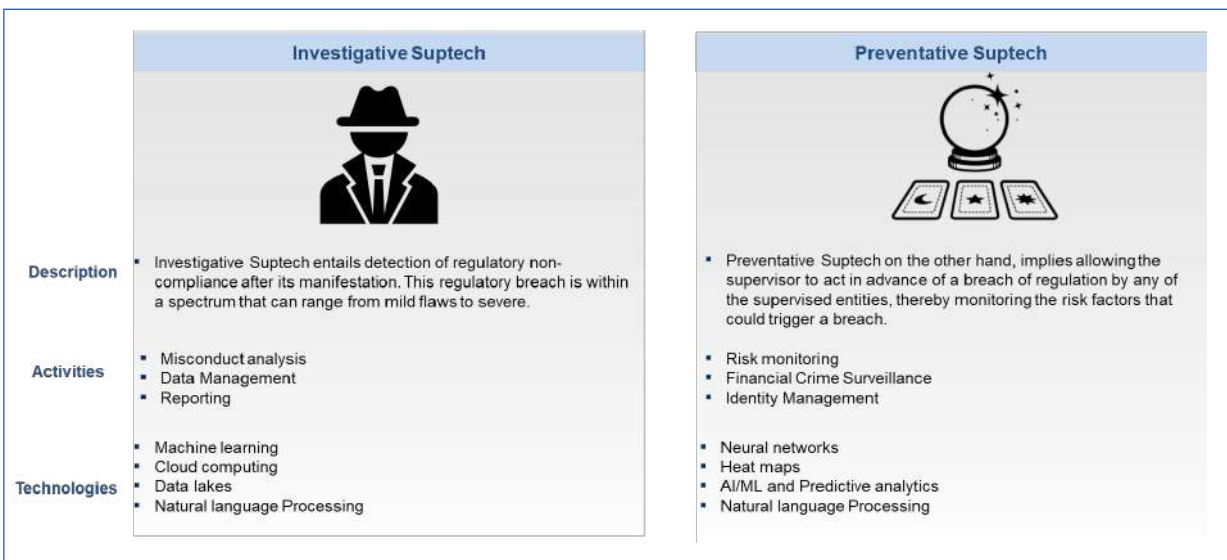 Investigative Suptech
Preventative Suptech
Description
▪ Investigative Suptech entails detection of regulatory non-
compliance after its manifestation. This regulatory breach is within
a spectrum that can range from mild flaws to severe.
▪ Preventative Suptech on the other hand, implies allowing the
supervisor to act in advance of a breach of regulation by any of
the supervised entities, thereby monitoring the risk factors that
could trigger a breach.
Activities
▪ Misconduct analysis
▪ Data Management
▪ Reporting
▪ Risk monitoring
▪ Financial Crime Surveillance
▪ Identity Management
Technologies
▪ Machine learning
▪ Cloud computing
▪ Data lakes
▪ Natural language Processing
▪ Neural networks
▪ Heat maps
▪ AI/ML and Predictive analytics
▪ Natural language Processing